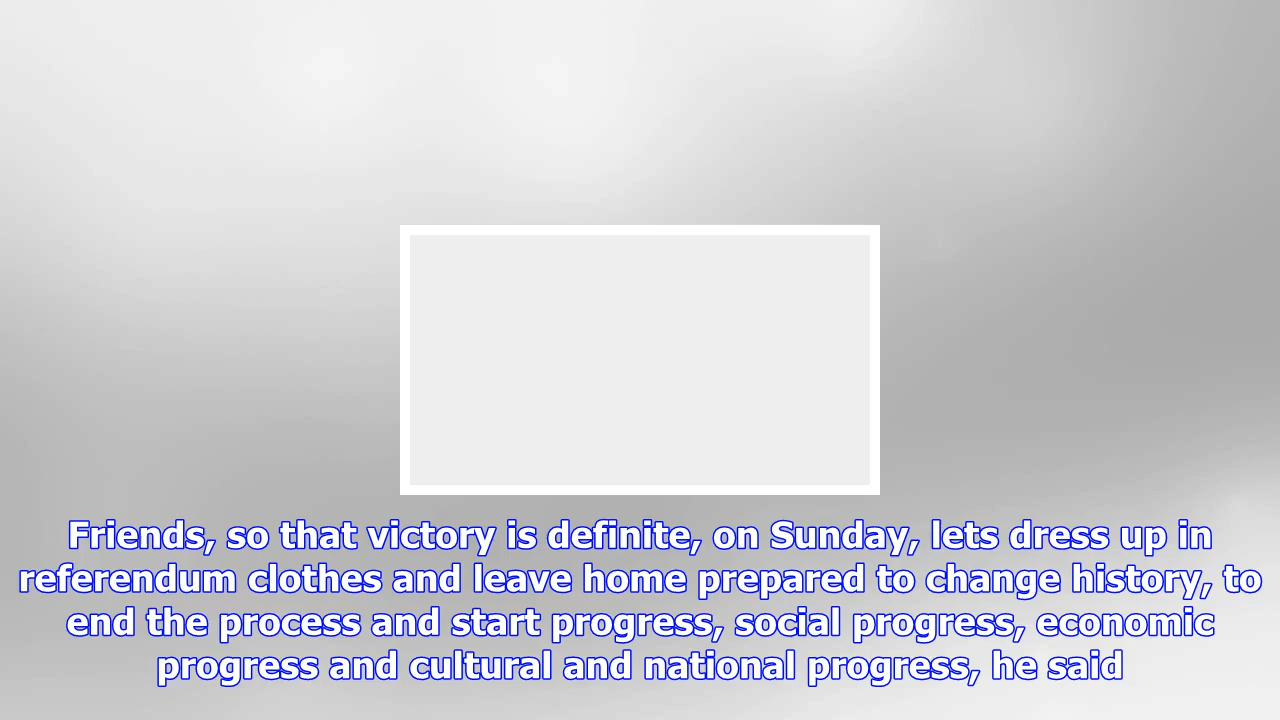 Friends, so that victory is definite, on Sunday, lets dress up in
referendum clothes and leave home prepared to change history, to
end the process and start progress, social progress, economic
progress and cultural and national progress, he said